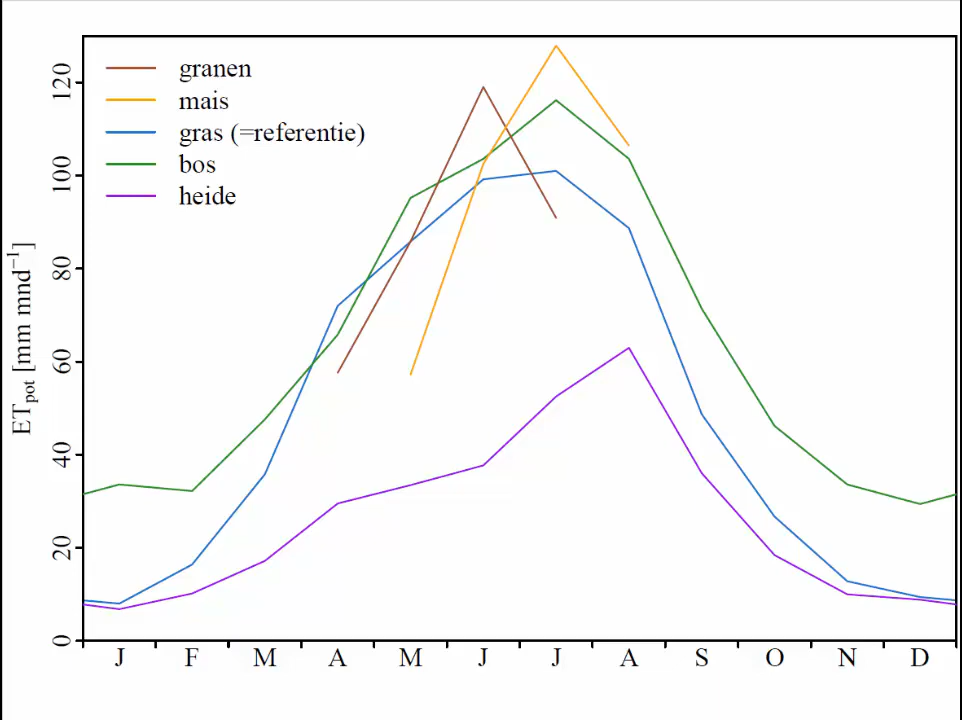 granen
mais
gras (=referentie)
bos
heide
ETpot [mm mnd−1]
120
100
80
60
40
20
0
J F M A M J J A S O N D